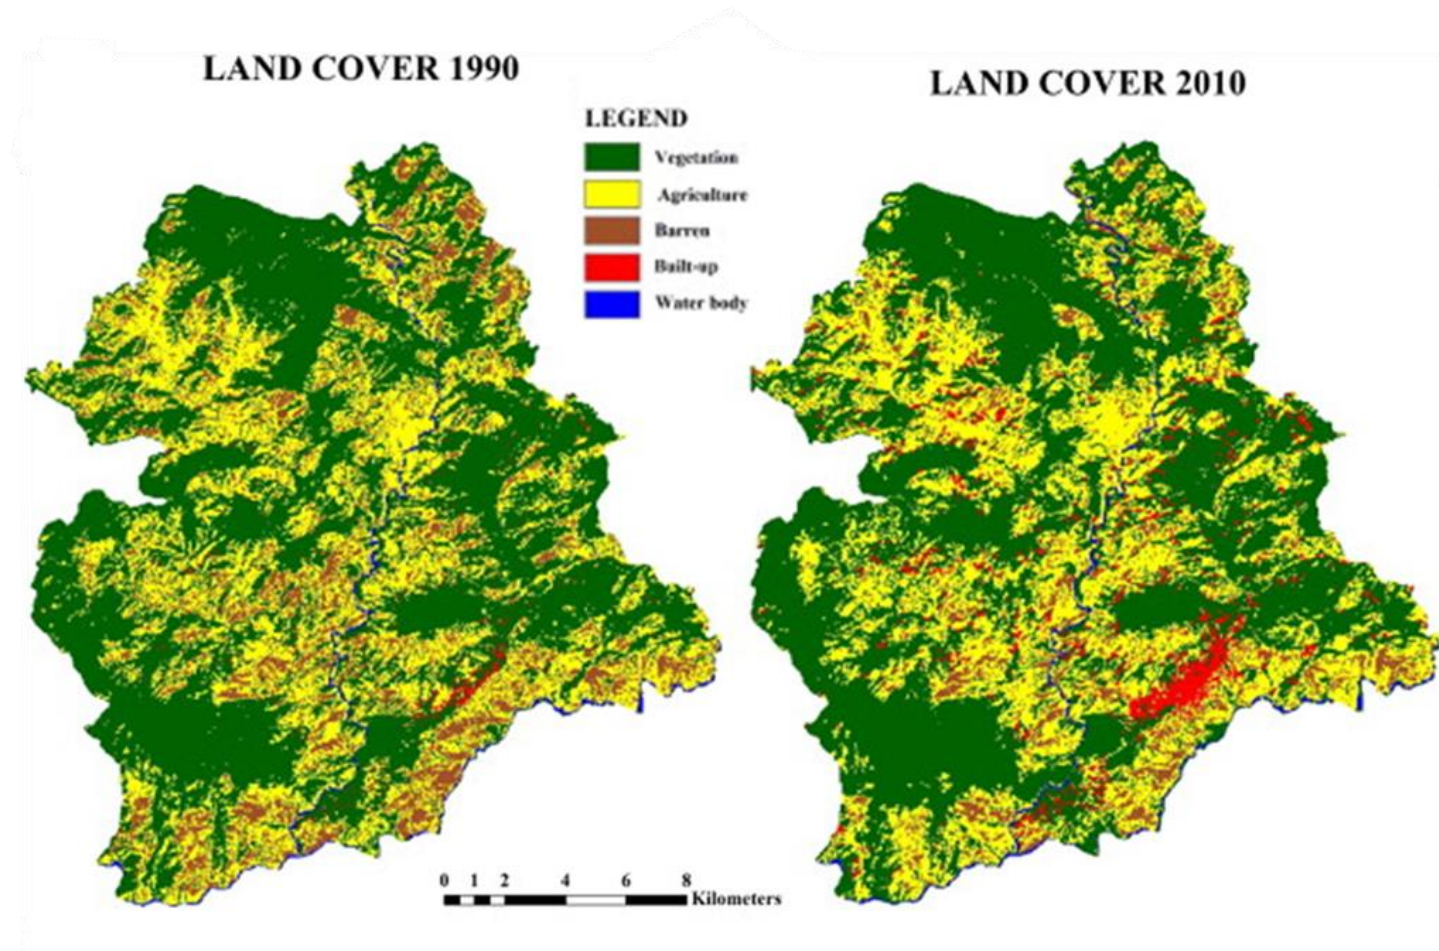 LAND COVER 1990
LAND COVER 2010
LEGEND
Vegetation
Agriculture
Barren
Built-up
Water body
0 1 2 4 6 8
Kilometers